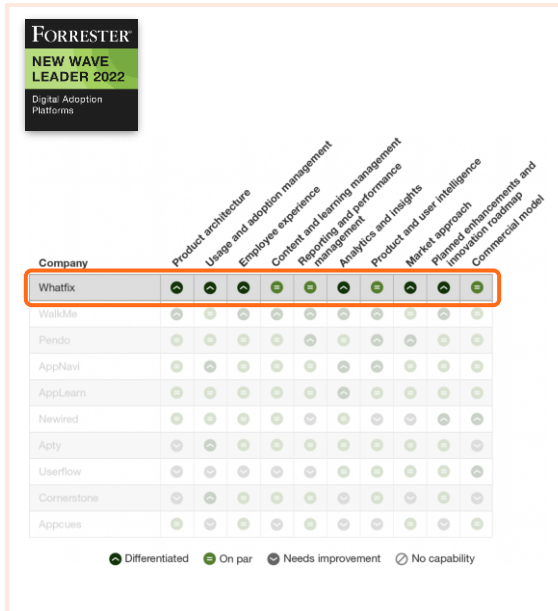 FORRESTER®
NEW WAVE
LEADER 2022
Digital Adoption
Platforms
Company
Product architecture
Usage and adoption management
Employee experience
Content and learning management
Reporting and performance
management
Analytics and insights
Product and user intelligence
Market approach
Planned enhancements and
innovation roadmap
Commercial model
Whatfix
WalkMe
Pendo
AppNavi
AppLearn
Newired
Apty
Userflow
Cornerstone
Appcues
Differentiated On par Needs improvement No capability